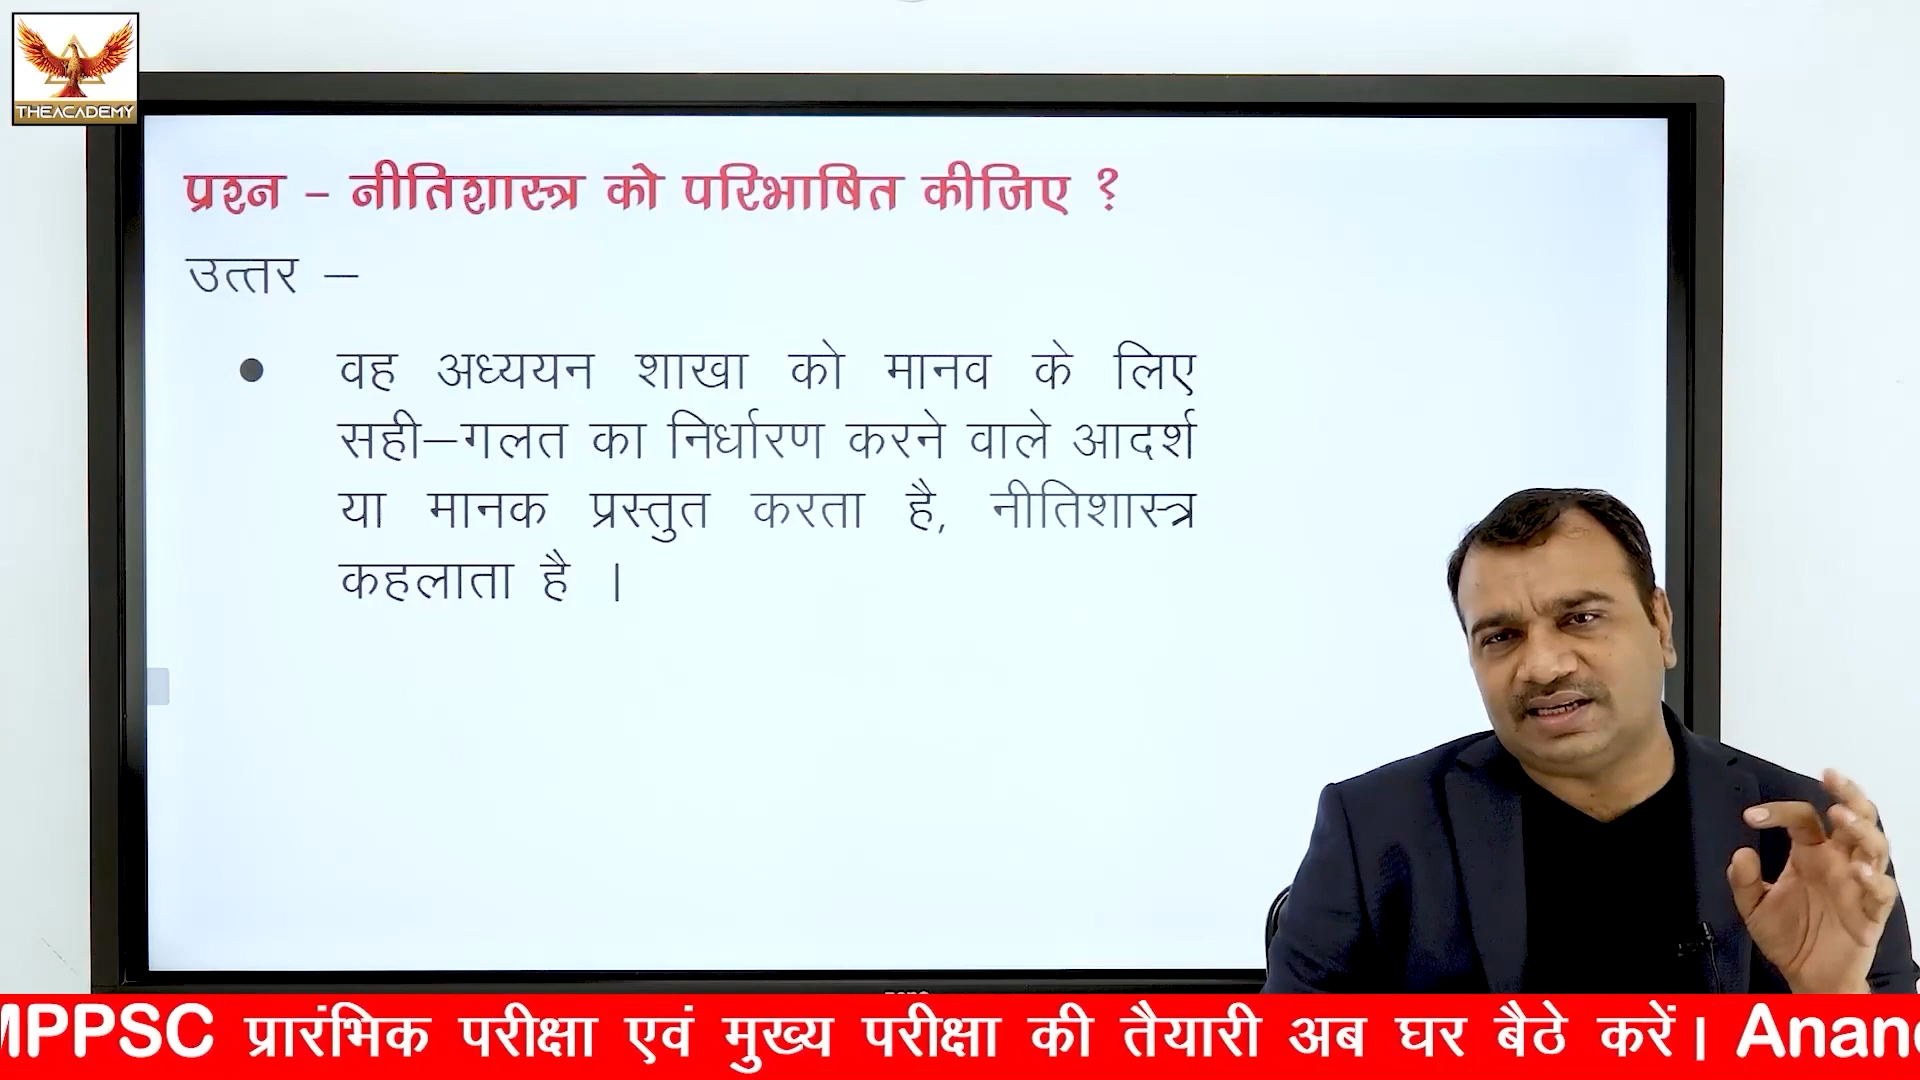 THEACADEMY
प्रश्न - नीतिशास्त्र को परिभाषित कीजिए ?
उत्तर –
● वह अध्ययन शाखा को मानव के लिए
सही–गलत का निर्धारण करने वाले आदर्श
या मानक प्रस्तुत करता है, नीतिशास्त्र
कहलाता है ।
MPPSC प्रारंभिक परीक्षा एवं मुख्य परीक्षा की तैयारी अब घर बैठे करें।